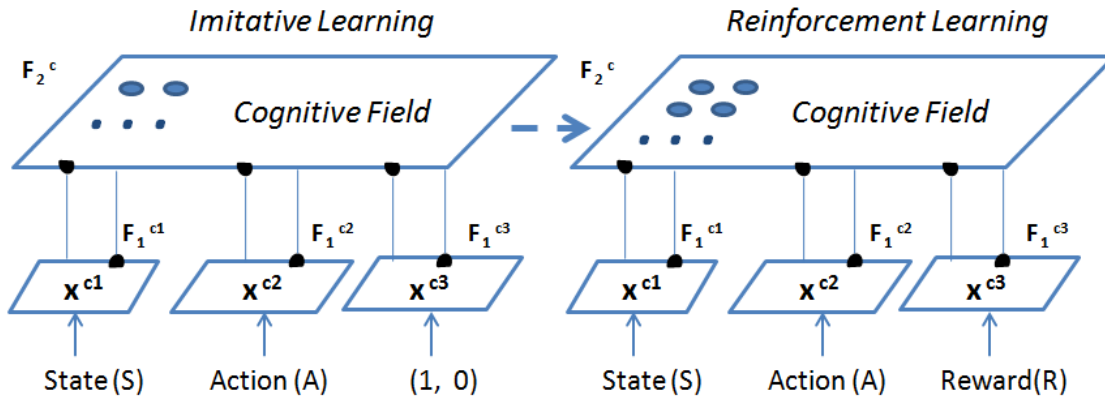 Imitative Learning
Reinforcement Learning
F₂ᶜ
Cognitive Field
F₂ᶜ
Cognitive Field
F₁ᶜ¹
F₁ᶜ²
F₁ᶜ³
F₁ᶜ¹
F₁ᶜ²
F₁ᶜ³
xᶜ¹
xᶜ²
xᶜ³
xᶜ¹
xᶜ²
xᶜ³
State (S)
Action (A)
(1, 0)
State (S)
Action (A)
Reward(R)